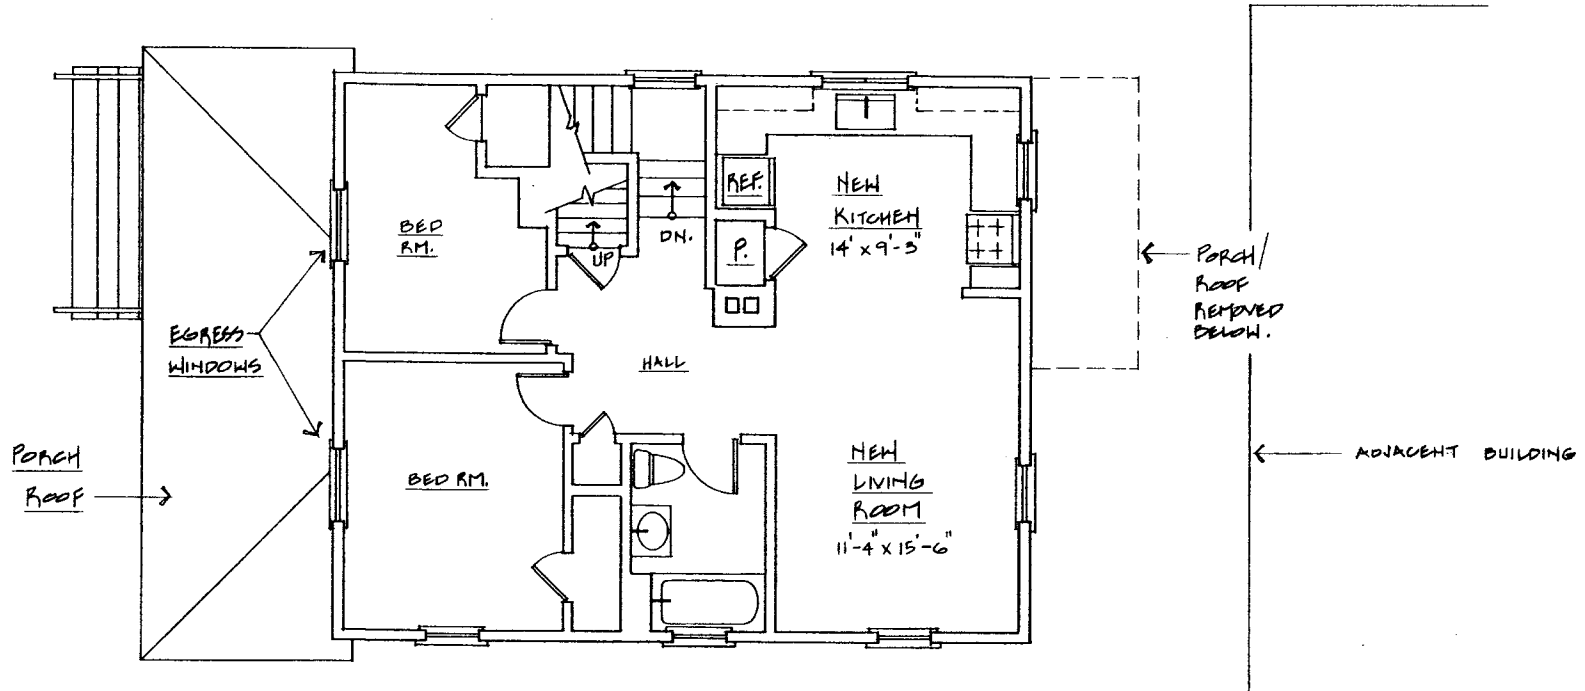 BED
RM.
UP
DN.
REF.
P.
NEW
KITCHEN
14' x 9'-3"
PORCH/
ROOF
REMOVED
BELOW.
EGRESS
WINDOWS
HALL
PORCH
ROOF
BED RM.
NEW
LIVING
ROOM
11'-4" x 15'-6"
ADJACENT BUILDING